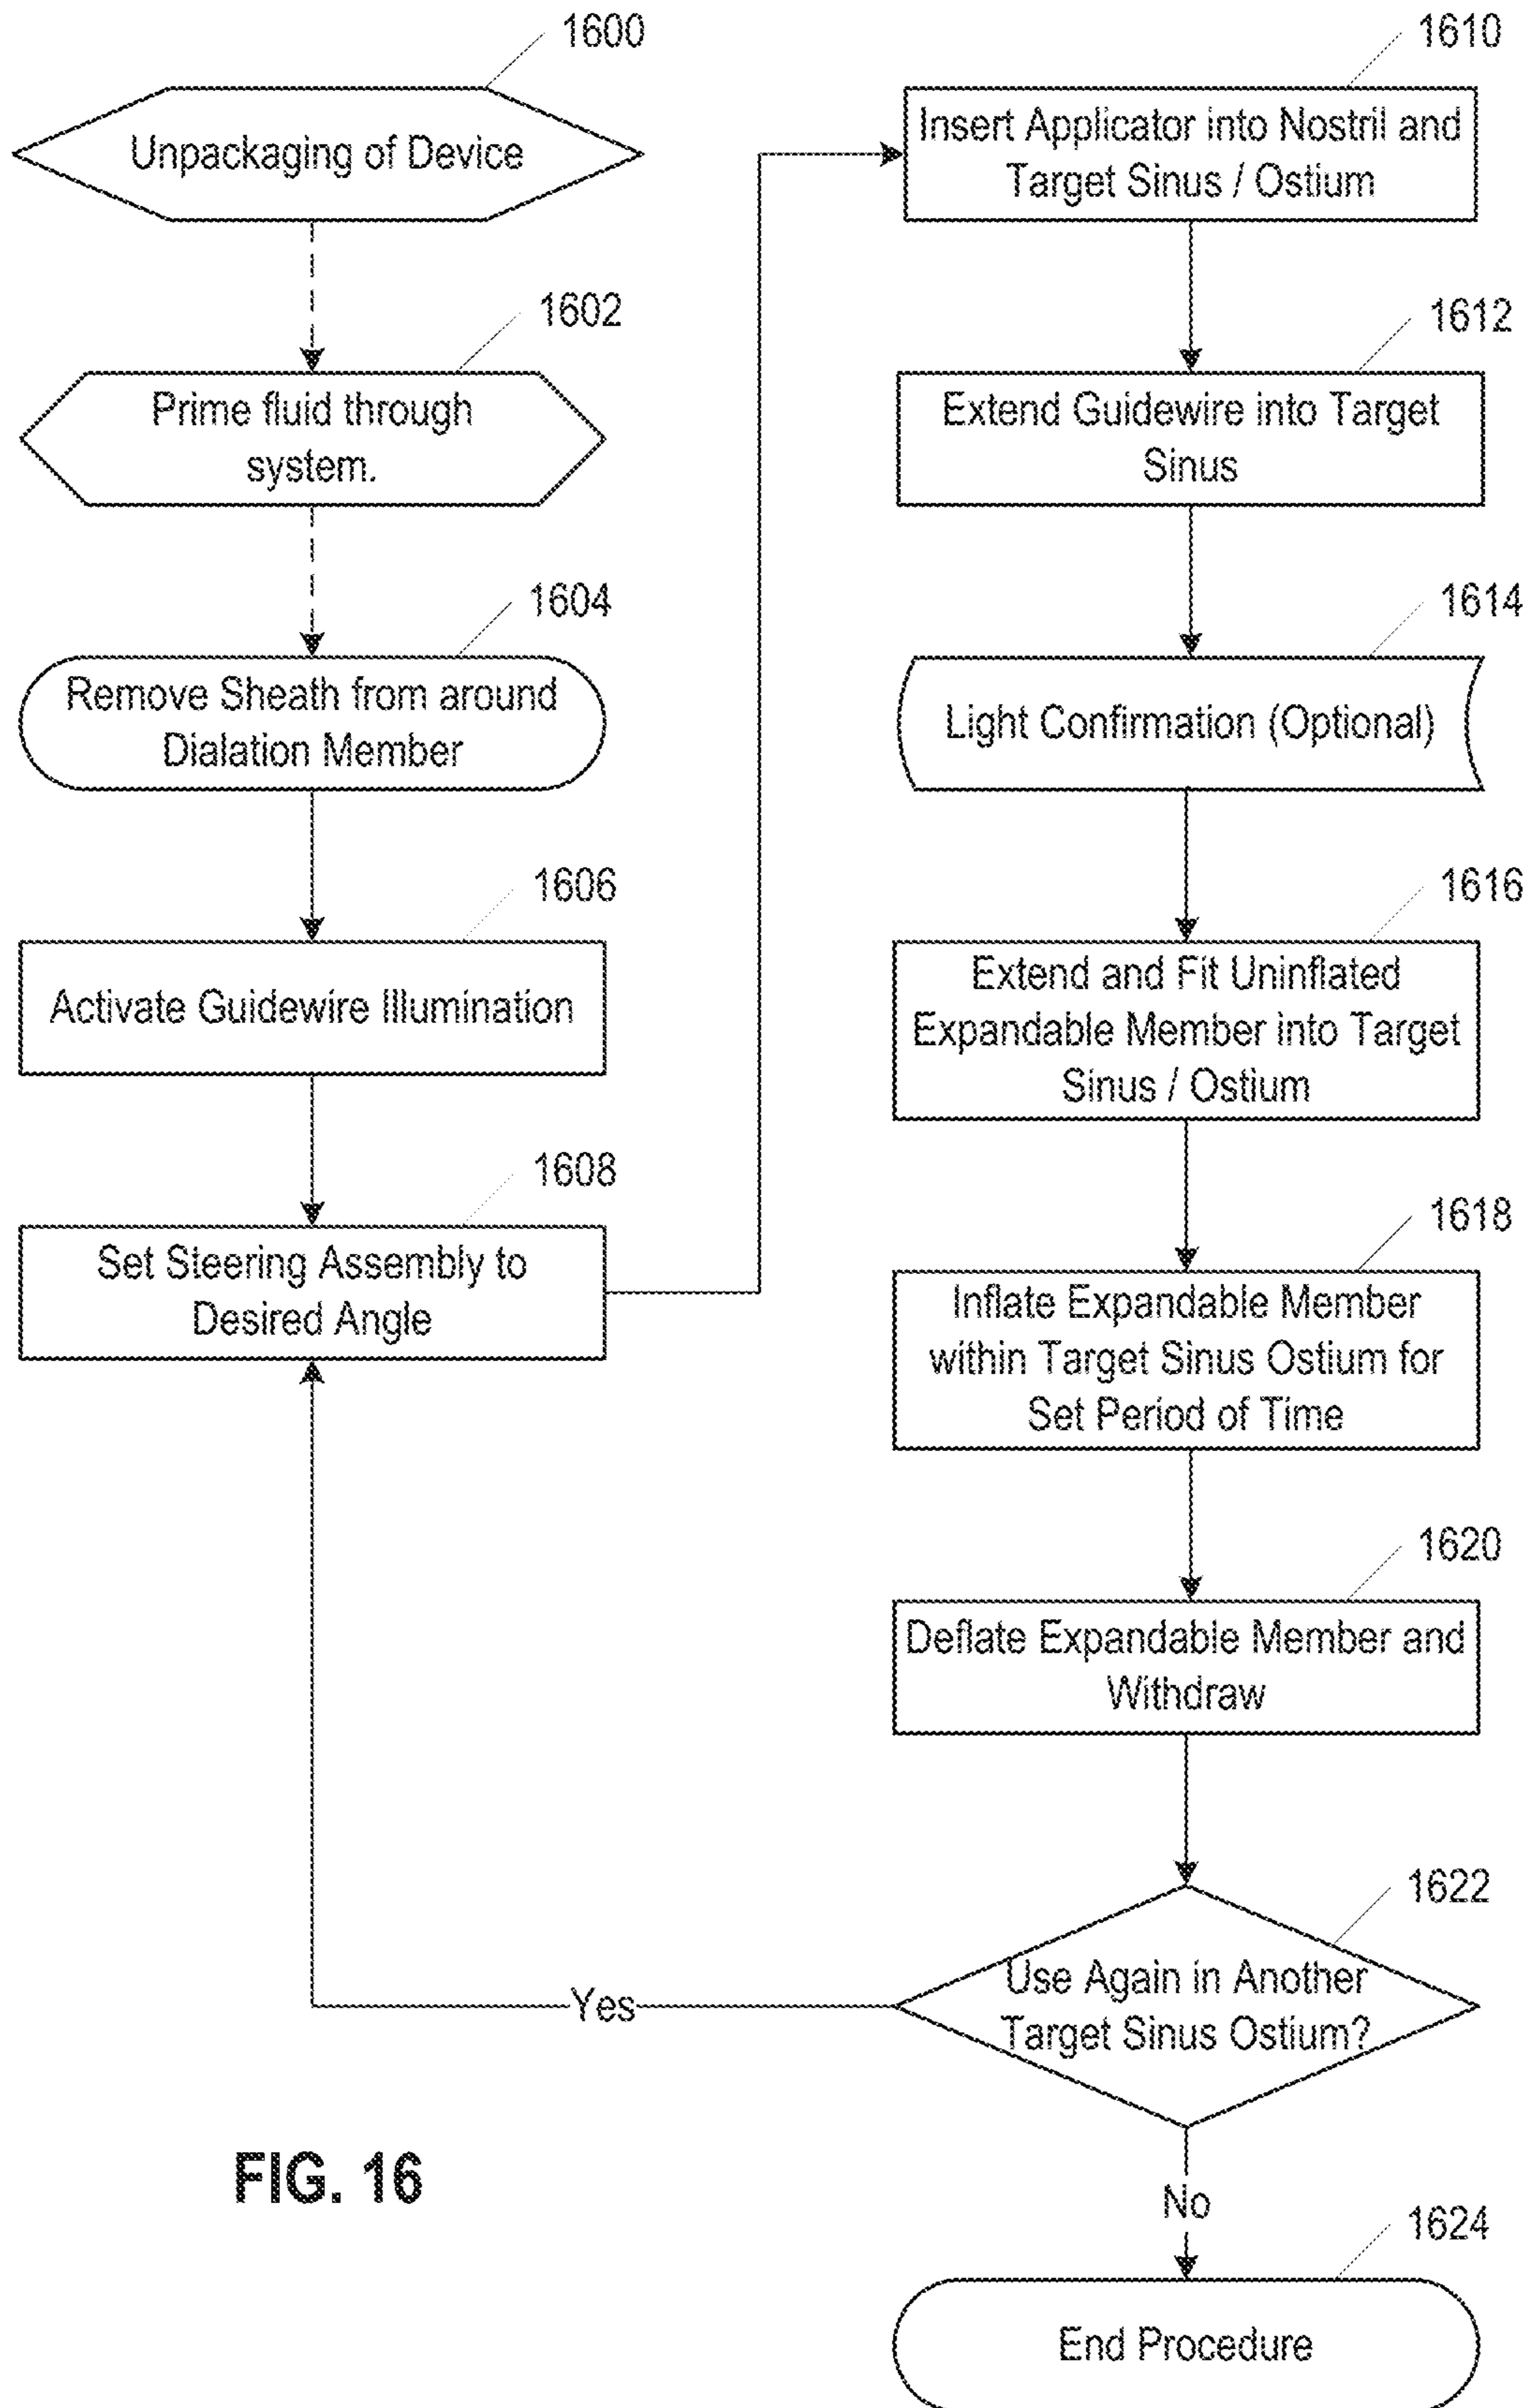 1600
Unpackaging of Device
1602
Prime fluid through
system.
1604
Remove Sheath from around
Dialation Member
1606
Activate Guidewire Illumination
1608
Set Steering Assembly to
Desired Angle
1610
Insert Applicator into Nostril and
Target Sinus / Ostium
1612
Extend Guidewire into Target
Sinus
1614
Light Confirmation (Optional)
1616
Extend and Fit Uninflated
Expandable Member into Target
Sinus / Ostium
1618
Inflate Expandable Member
within Target Sinus Ostium for
Set Period of Time
1620
Deflate Expandable Member and
Withdraw
1622
Use Again in Another
Target Sinus Ostium?
Yes
No
1624
End Procedure
FIG. 16